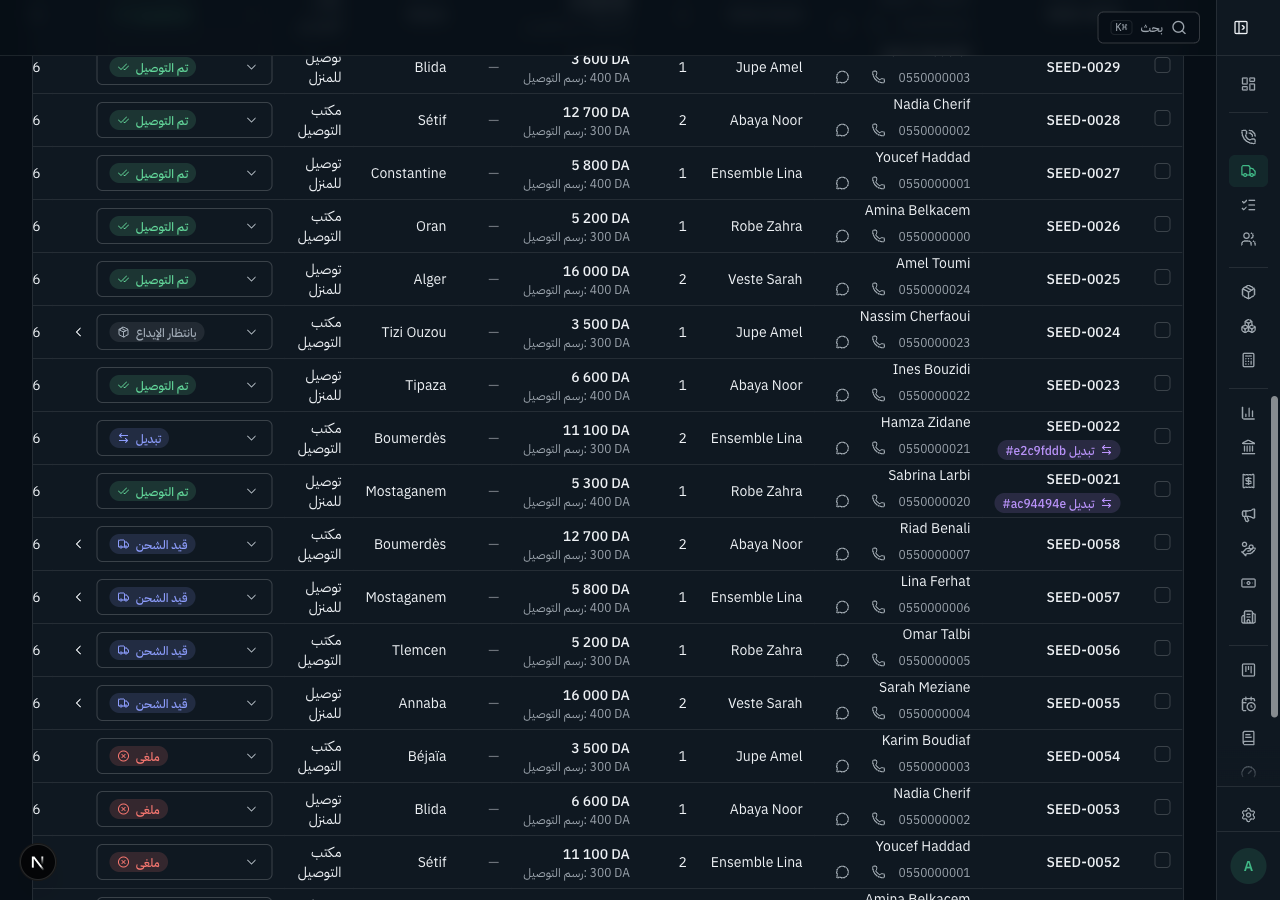 بحث ⌘K
SEED-0029 0550000003 Jupe Amel 1 3 600 DA رسم التوصيل: 400 DA — Blida توصيل للمنزل تم التوصيل 6
SEED-0028 Nadia Cherif 0550000002 Abaya Noor 2 12 700 DA رسم التوصيل: 300 DA — Sétif مكتب التوصيل تم التوصيل 6
SEED-0027 Youcef Haddad 0550000001 Ensemble Lina 1 5 800 DA رسم التوصيل: 400 DA — Constantine توصيل للمنزل تم التوصيل 6
SEED-0026 Amina Belkacem 0550000000 Robe Zahra 1 5 200 DA رسم التوصيل: 300 DA — Oran مكتب التوصيل تم التوصيل 6
SEED-0025 Amel Toumi 0550000024 Veste Sarah 2 16 000 DA رسم التوصيل: 400 DA — Alger توصيل للمنزل تم التوصيل 6
SEED-0024 Nassim Cherfaoui 0550000023 Jupe Amel 1 3 500 DA رسم التوصيل: 300 DA — Tizi Ouzou مكتب التوصيل بانتظار الإيداع 6
SEED-0023 Ines Bouzidi 0550000022 Abaya Noor 1 6 600 DA رسم التوصيل: 400 DA — Tipaza توصيل للمنزل تم التوصيل 6
SEED-0022 تبديل #e2c9fddb Hamza Zidane 0550000021 Ensemble Lina 2 11 100 DA رسم التوصيل: 300 DA — Boumerdès مكتب التوصيل تبديل 6
SEED-0021 تبديل #ac94494e Sabrina Larbi 0550000020 Robe Zahra 1 5 300 DA رسم التوصيل: 400 DA — Mostaganem توصيل للمنزل تم التوصيل 6
SEED-0058 Riad Benali 0550000007 Abaya Noor 2 12 700 DA رسم التوصيل: 300 DA — Boumerdès مكتب التوصيل قيد الشحن 6
SEED-0057 Lina Ferhat 0550000006 Ensemble Lina 1 5 800 DA رسم التوصيل: 400 DA — Mostaganem توصيل للمنزل قيد الشحن 6
SEED-0056 Omar Talbi 0550000005 Robe Zahra 1 5 200 DA رسم التوصيل: 300 DA — Tlemcen مكتب التوصيل قيد الشحن 6
SEED-0055 Sarah Meziane 0550000004 Veste Sarah 2 16 000 DA رسم التوصيل: 400 DA — Annaba توصيل للمنزل قيد الشحن 6
SEED-0054 Karim Boudiaf 0550000003 Jupe Amel 1 3 500 DA رسم التوصيل: 300 DA — Béjaïa مكتب التوصيل ملغى 6
SEED-0053 Nadia Cherif 0550000002 Abaya Noor 1 6 600 DA رسم التوصيل: 400 DA — Blida توصيل للمنزل ملغى 6
SEED-0052 Youcef Haddad 0550000001 Ensemble Lina 2 11 100 DA رسم التوصيل: 300 DA — Sétif مكتب التوصيل ملغى 6
Amina Belkacem
A
N